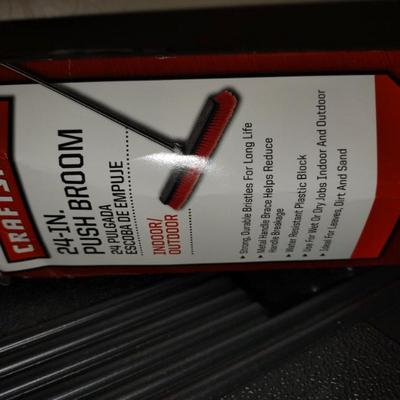 24-IN.
PUSH BROOM
24 PULGADA
ESCOBA DE EMPUJE
INDOOR/
OUTDOOR
• Strong, Durable Bristles For Long Life
• Metal Handle Brace Helps Reduce
Handle Breakage
• Water Resistant Plastic Block
• Use For Wet Or Dry Jobs Indoor And Outdoor
• Ideal For Leaves, Dirt And Sand